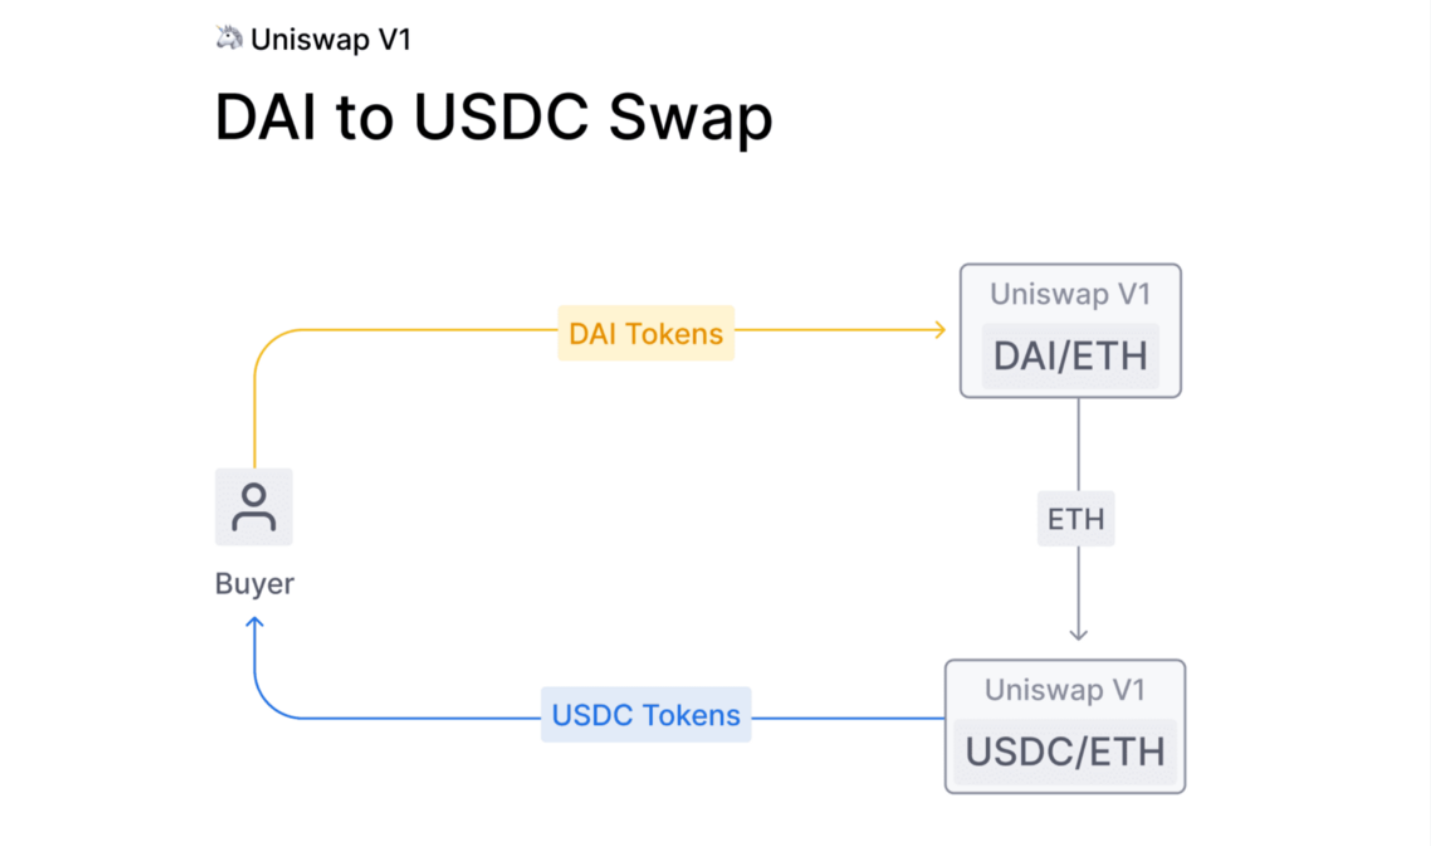 Uniswap V1
DAI to USDC Swap
DAI Tokens
Uniswap V1
DAI/ETH
ETH
Buyer
USDC Tokens
Uniswap V1
USDC/ETH